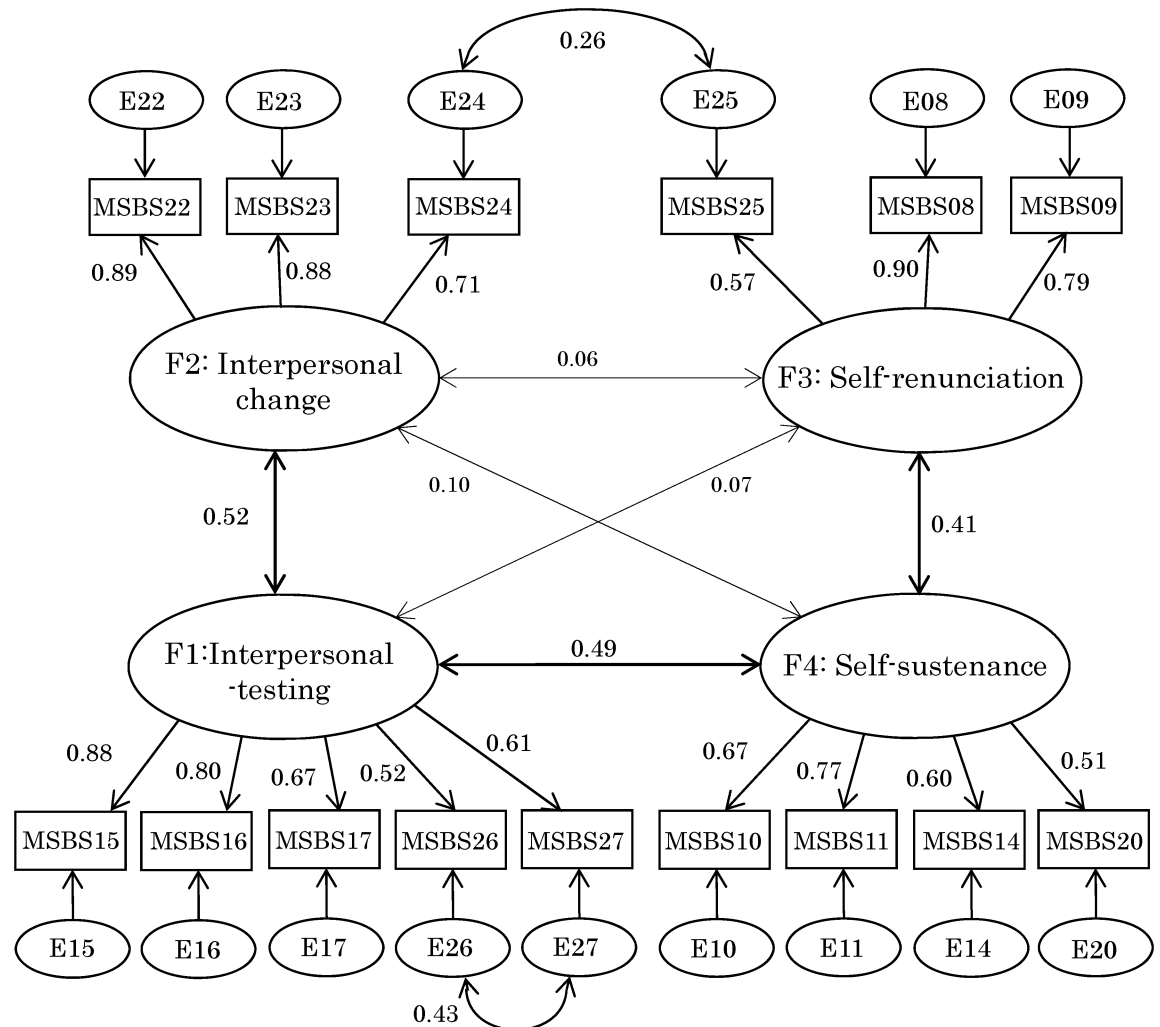 0.26
E22
E23
E24
E25
E08
E09
MSBS22
MSBS23
MSBS24
MSBS25
MSBS08
MSBS09
0.89
0.88
0.71
0.57
0.90
0.79
F2: Interpersonal
change
0.06
F3: Self-renunciation
0.10
0.07
0.52
0.41
F1:Interpersonal
-testing
0.49
F4: Self-sustenance
0.88
0.80
0.67
0.52
0.61
0.67
0.77
0.60
0.51
MSBS15
MSBS16
MSBS17
MSBS26
MSBS27
MSBS10
MSBS11
MSBS14
MSBS20
E15
E16
E17
E26
E27
E10
E11
E14
E20
0.43